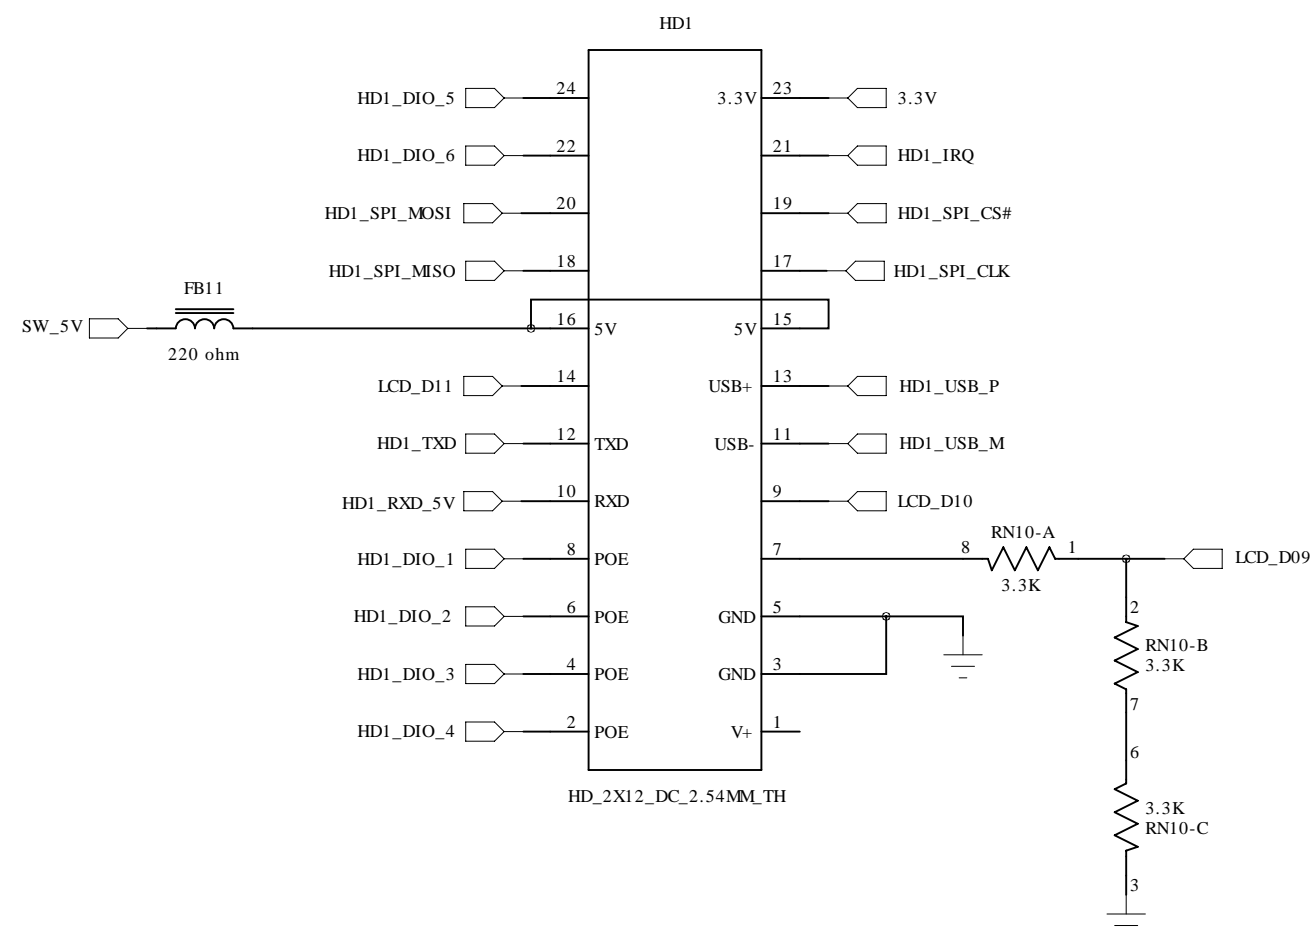 HD1
HD1_DIO_5 24 3.3V 23 3.3V
HD1_DIO_6 22 21 HD1_IRQ
HD1_SPI_MOSI 20 19 HD1_SPI_CS#
HD1_SPI_MISO 18 17 HD1_SPI_CLK
FB11
SW_5V 16 5V 5V 15
220 ohm
LCD_D11 14 USB+ 13 HD1_USB_P
HD1_TXD 12 TXD USB- 11 HD1_USB_M
HD1_RXD_5V 10 RXD 9 LCD_D10
RN10-A
HD1_DIO_1 8 POE 7 8 1 LCD_D09
3.3K
HD1_DIO_2 6 POE GND 5 2
RN10-B
3.3K
HD1_DIO_3 4 POE GND 3
7
HD1_DIO_4 2 POE V+ 1
6
HD_2X12_DC_2.54MM_TH
3.3K
RN10-C
3